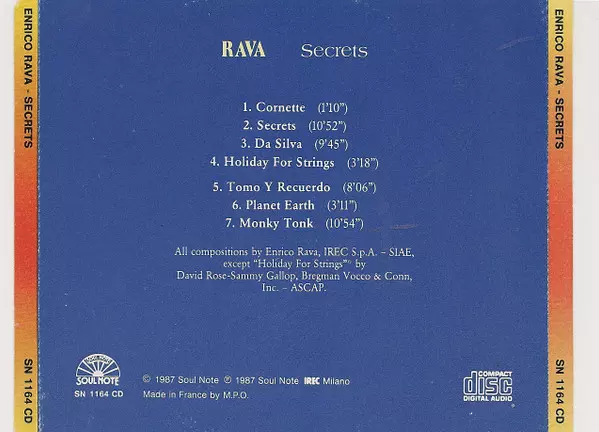 RAVA Secrets
1. Cornette (1'10")
2. Secrets (10'52")
3. Da Silva (9'45")
4. Holiday For Strings (3'18")
5. Tomo Y Recuerdo (8'06")
6. Planet Earth (3'11")
7. Monky Tonk (10'54")
All compositions by Enrico Rava, IREC S.p.A. – SIAE,
except "Holiday For Strings" by
David Rose-Sammy Gallop, Bregman Vocco & Conn,
Inc. – ASCAP.
SOUL NOTE
SN 1164 CD
© 1987 Soul Note ℗ 1987 Soul Note IREC Milano
Made in France by M.P.O.
COMPACT
disc
DIGITAL AUDIO
ENRICO RAVA - SECRETS
SN 1164 CD
ENRICO RAVA - SECRETS
SN 1164 CD